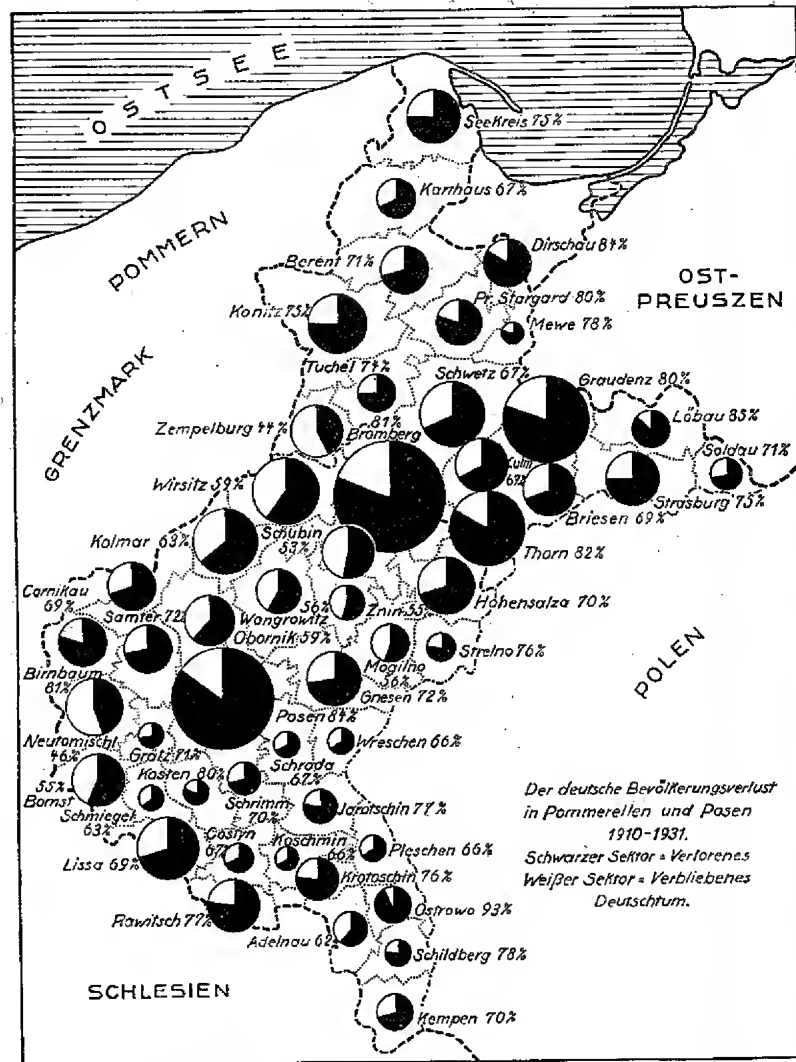 OSTSEE
Seekreis 75%
Karthaus 67%
POMMERN
Berent 71%
Dirschau 84%
OST-
PREUSZEN
Konitz 75%
Pr. Stargard 80%
Mewe 78%
Tuchel 74%
Schwetz 67%
Graudenz 80%
GRENZMARK
Zempelburg 44%
81%
Bromberg
Löbau 85%
Soldau 71%
Culm
67%
Wirsitz 59%
Briesen 69%
Strasburg 75%
Kolmar 63%
Schubin
53%
Thorn 82%
Carnikau
69%
Samter 72%
56%
Wongrowitz
Znin 55
Hohensalza 70%
Obornik 59%
Mogilno
56%
Strelno 76%
POLEN
Birnbaum
81%
Gnesen 72%
Posen 84%
Neutomischl
46%
Grätz 71%
Schroda
67%
Wreschen 66%
55%
Bomst
Kosten 80%
Schmiegel
63%
Schrimm
70%
Jarotschin 77%
Lissa 69%
Gostyn
67%
Koschmin
66%
Pleschen 66%
Krotoschin 76%
Rawitsch 77%
Ostrowo 93%
Adelnau 62
Schildberg 78%
SCHLESIEN
Kempen 70%
Der deutsche Bevölkerungsverlust
in Pommerellen und Posen
1910-1931.
Schwarzer Sektor = Verlorenes
Weißer Sektor = Verbliebenes
Deutschtum.